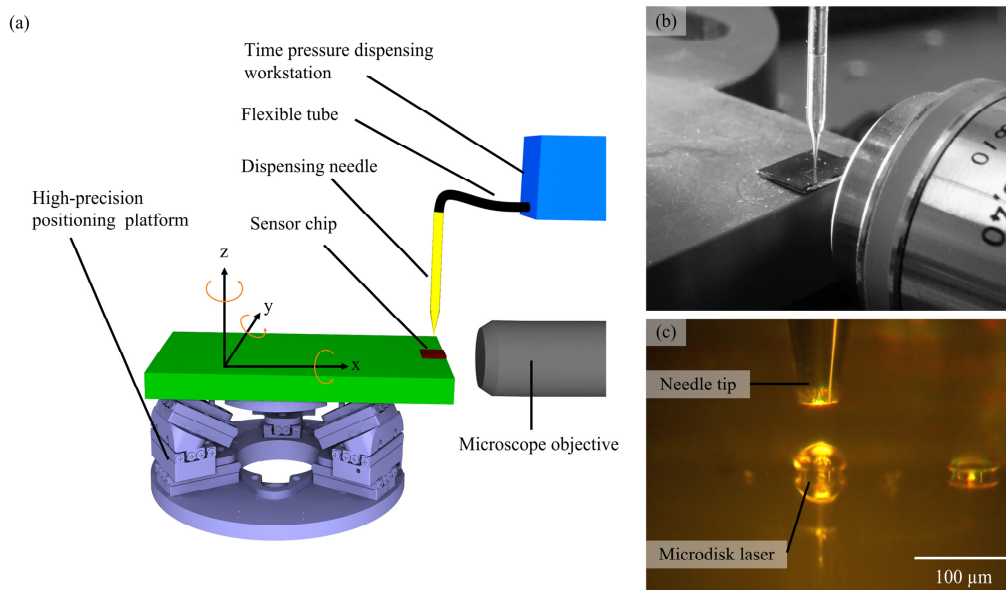 (a)
Time pressure dispensing
workstation
Flexible tube
Dispensing needle
High-precision
positioning platform
Sensor chip
z
y
x
Microscope objective
(b)
(c)
Needle tip
Microdisk laser
100 µm